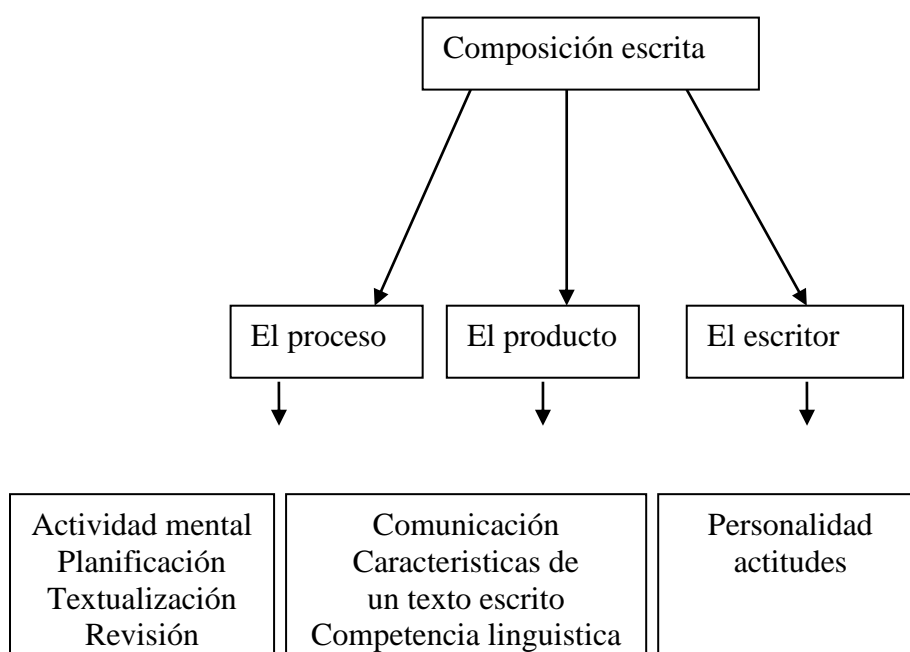 Composición escrita
El proceso
El producto
El escritor
Actividad mental
Planificación
Textualización
Revisión
Comunicación
Caracteristicas de
un texto escrito
Competencia linguistica
Personalidad
actitudes